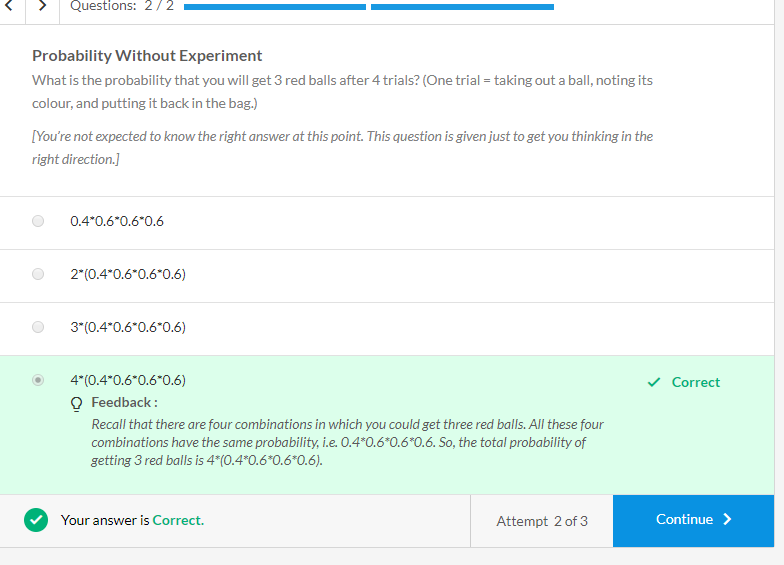 Questions: 2 / 2
Probability Without Experiment
What is the probability that you will get 3 red balls after 4 trials? (One trial = taking out a ball, noting its
colour, and putting it back in the bag.)
[You're not expected to know the right answer at this point. This question is given just to get you thinking in the
right direction.]
0.4*0.6*0.6*0.6
2*(0.4*0.6*0.6*0.6)
3*(0.4*0.6*0.6*0.6)
4*(0.4*0.6*0.6*0.6)
Correct
Feedback :
Recall that there are four combinations in which you could get three red balls. All these four
combinations have the same probability, i.e. 0.4*0.6*0.6*0.6. So, the total probability of
getting 3 red balls is 4*(0.4*0.6*0.6*0.6).
Your answer is Correct.
Attempt 2 of 3
Continue